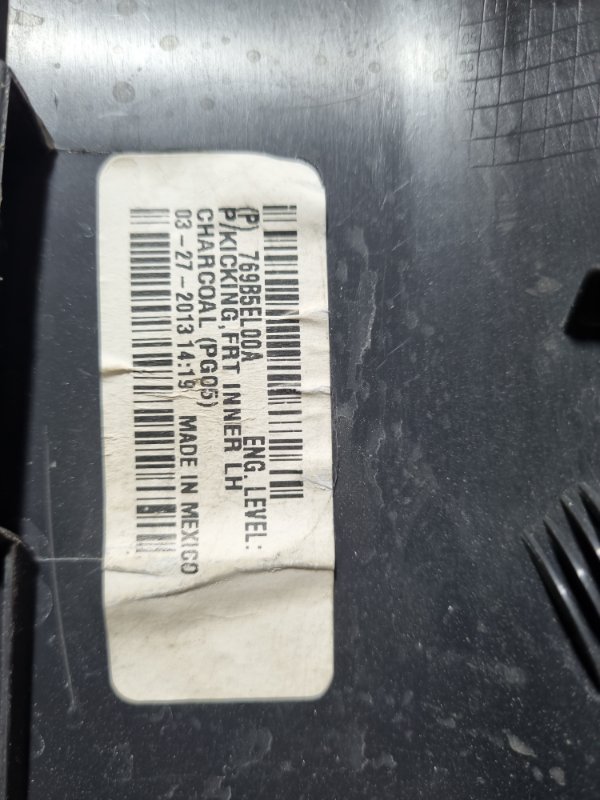 (P) 769B5EL00A ENG. LEVEL:
P/KICKING,FRT INNER LH
CHARCOAL (PG05)
03-27-2013 14:19 MADE IN MEXICO